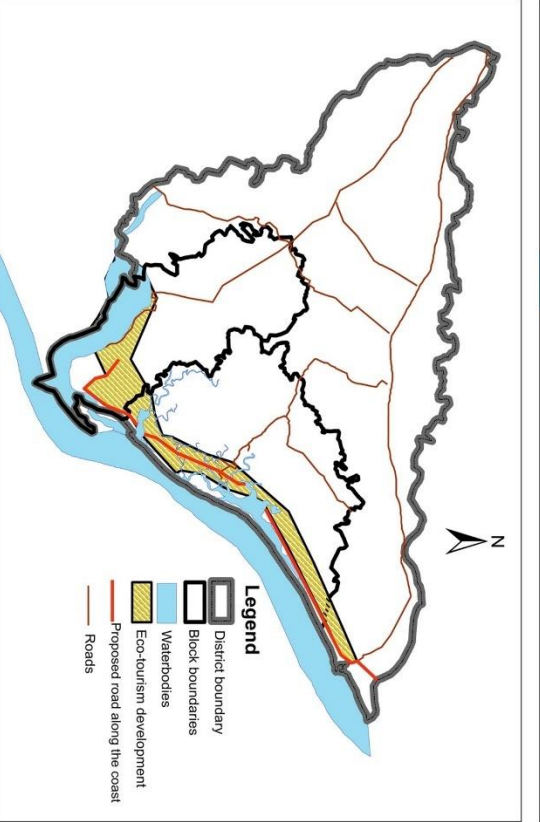 N
Legend
District boundary
Block boundaries
Waterbodies
Eco-tourism development
Proposed road along the coast
Roads